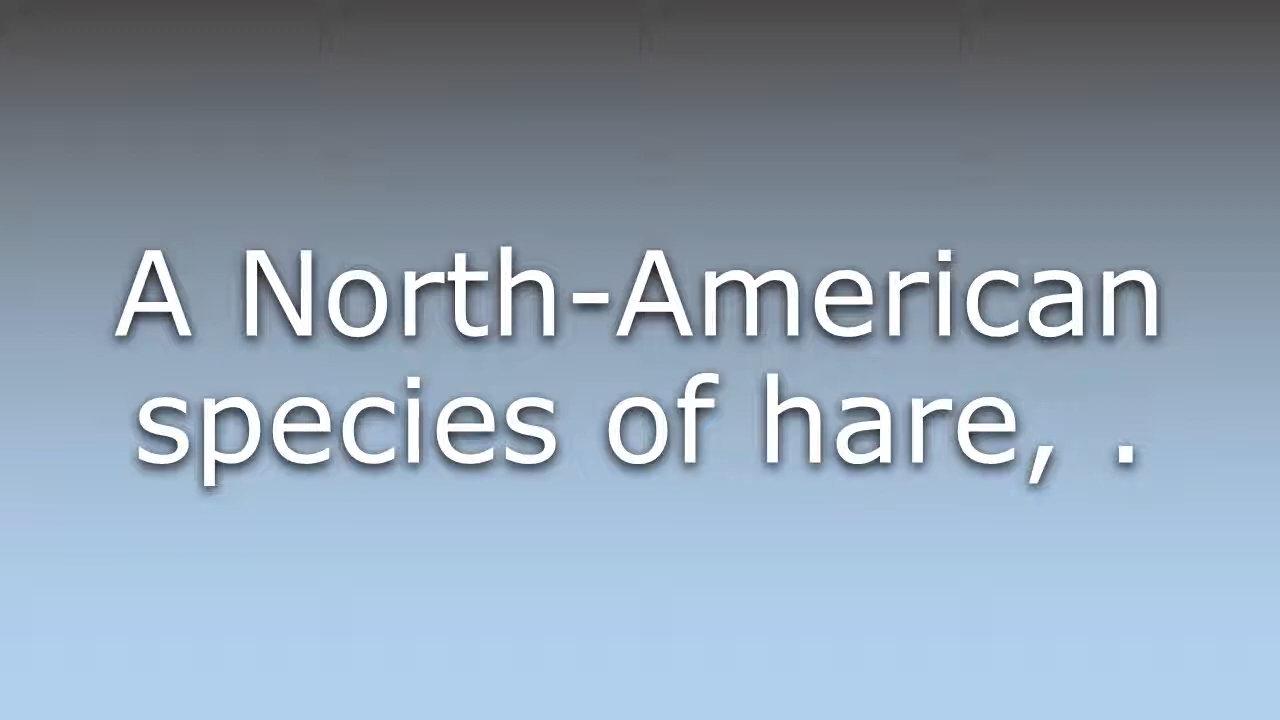 A North-American
species of hare, .